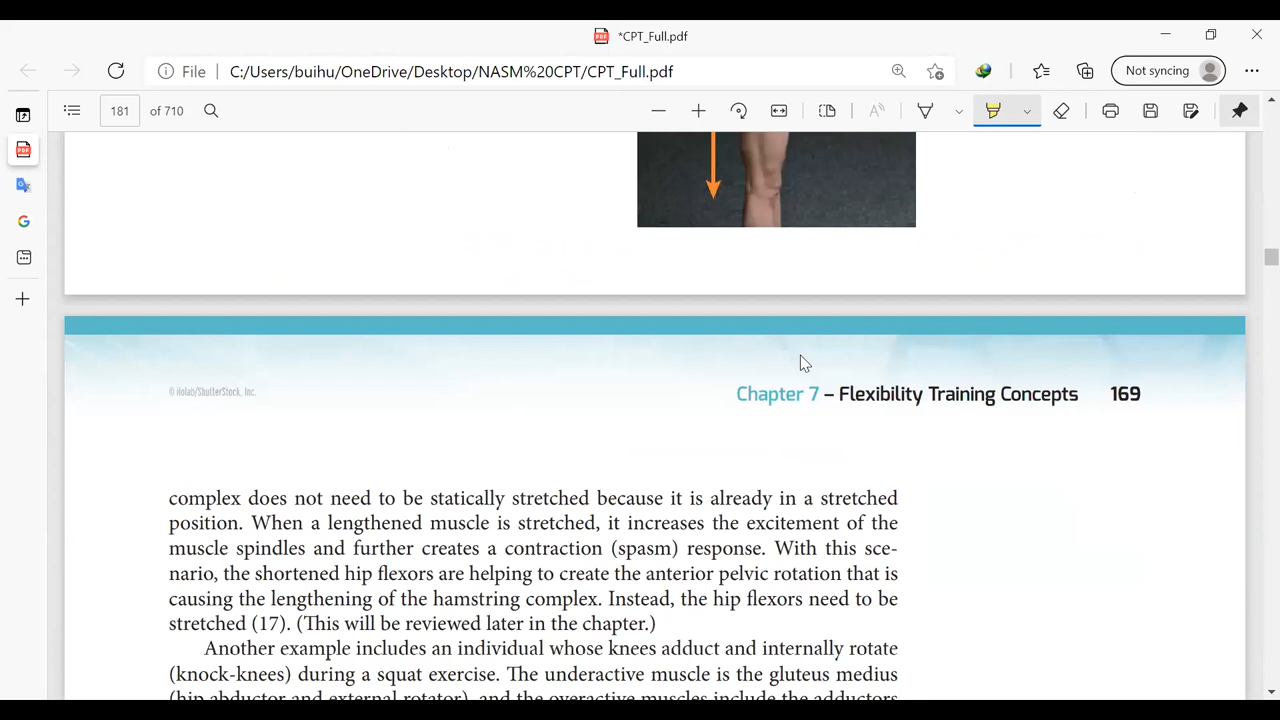 *CPT_Full.pdf
File C:/Users/buihu/OneDrive/Desktop/NASM%20CPT/CPT_Full.pdf Not syncing
181 of 710
© ilolab/ShutterStock, Inc.
Chapter 7 – Flexibility Training Concepts 169
complex does not need to be statically stretched because it is already in a stretched
position. When a lengthened muscle is stretched, it increases the excitement of the
muscle spindles and further creates a contraction (spasm) response. With this sce-
nario, the shortened hip flexors are helping to create the anterior pelvic rotation that is
causing the lengthening of the hamstring complex. Instead, the hip flexors need to be
stretched (17). (This will be reviewed later in the chapter.)
Another example includes an individual whose knees adduct and internally rotate
(knock-knees) during a squat exercise. The underactive muscle is the gluteus medius
(hip abductor and external rotator), and the overactive muscles include the adductors